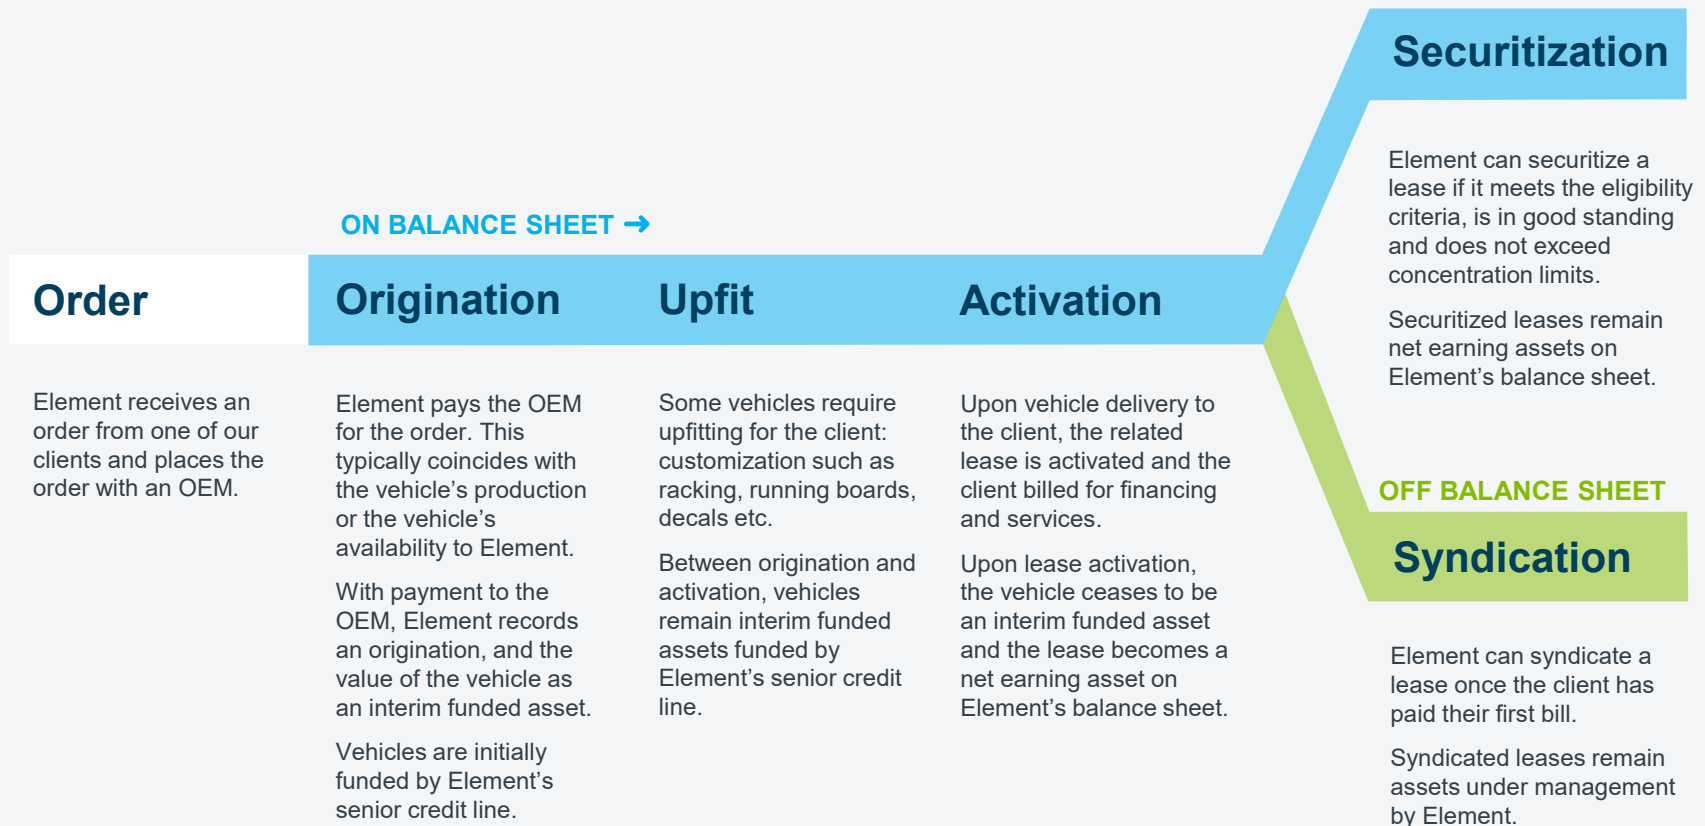 ON BALANCE SHEET →
Order
Element receives an
order from one of our
clients and places the
order with an OEM.
Origination
Element pays the OEM
for the order. This
typically coincides with
the vehicle’s production
or the vehicle’s
availability to Element.
With payment to the
OEM, Element records
an origination, and the
value of the vehicle as
an interim funded asset.
Vehicles are initially
funded by Element’s
senior credit line.
Upfit
Some vehicles require
upfitting for the client:
customization such as
racking, running boards,
decals etc.
Between origination and
activation, vehicles
remain interim funded
assets funded by
Element’s senior credit
line.
Activation
Upon vehicle delivery to
the client, the related
lease is activated and the
client billed for financing
and services.
Upon lease activation,
the vehicle ceases to be
an interim funded asset
and the lease becomes a
net earning asset on
Element’s balance sheet.
Securitization
Element can securitize a
lease if it meets the eligibility
criteria, is in good standing
and does not exceed
concentration limits.
Securitized leases remain
net earning assets on
Element’s balance sheet.
OFF BALANCE SHEET
Syndication
Element can syndicate a
lease once the client has
paid their first bill.
Syndicated leases remain
assets under management
by Element.